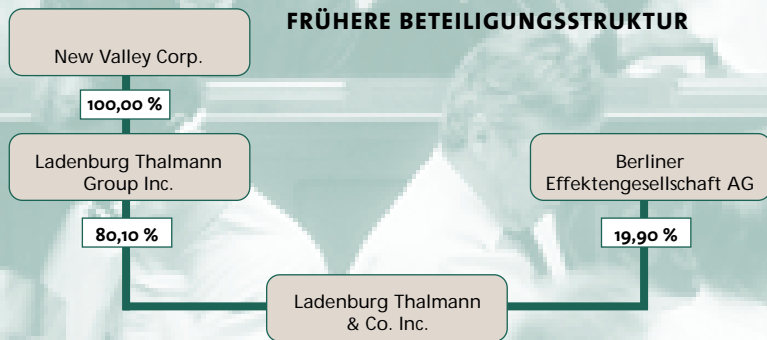 FRÜHERE BETEILIGUNGSSTRUKTUR
New Valley Corp.
100,00 %
Ladenburg Thalmann
Group Inc.
Berliner
Effektengesellschaft AG
80,10 %
19,90 %
Ladenburg Thalmann
& Co. Inc.